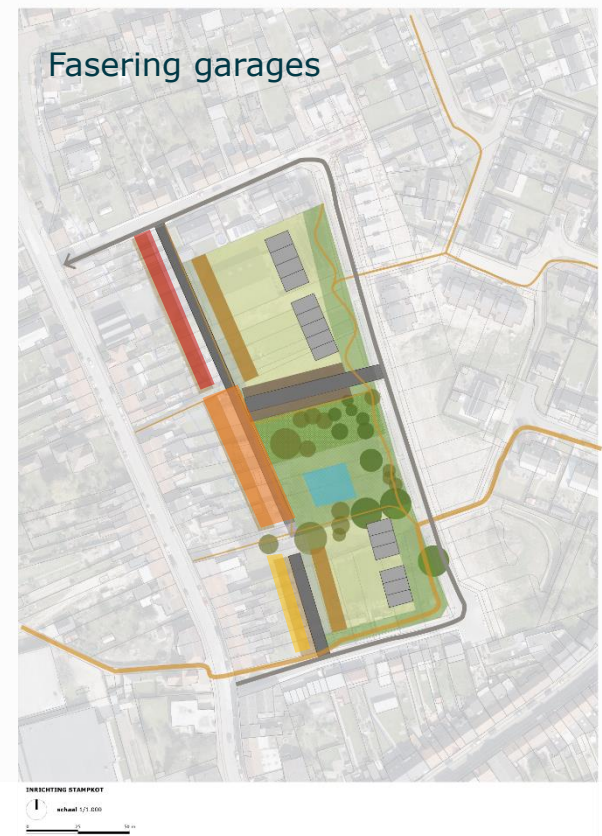 Fasering garages
INRICHTING STAMPKOT
schaal 1/1.000
0 25 50 m